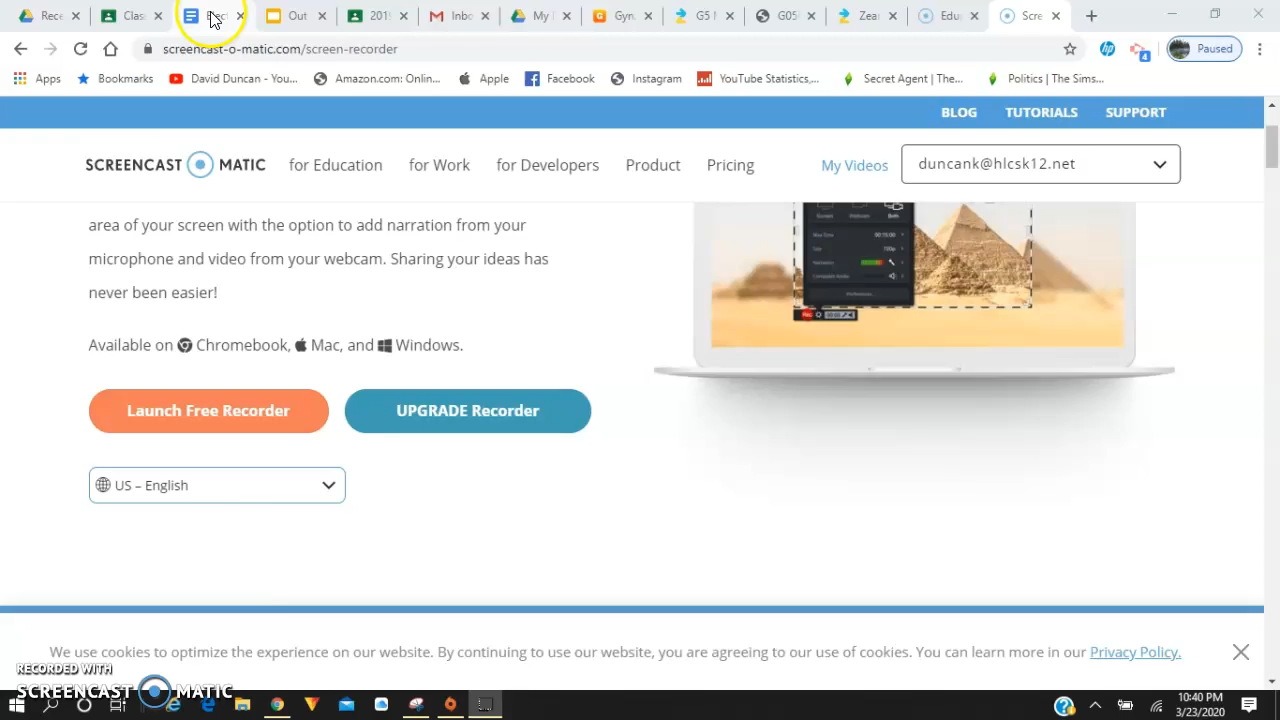 Rece
Clas
Elect
Out
2019
Inbo
My I
Gyn.
G5 M
G05
Zear
Edu
Scre
screencast-o-matic.com/screen-recorder
4
Paused
Apps
Bookmarks
David Duncan - You...
Amazon.com: Onlin...
Apple
Facebook
Instagram
YouTube Statistics,...
Secret Agent | The...
Politics | The Sims...
BLOG TUTORIALS SUPPORT
SCREENCAST MATIC for Education for Work for Developers Product Pricing My Videos duncank@hlcsk12.net
area of your screen with the option to add narration from your
microphone and video from your webcam. Sharing your ideas has
never been easier!
Available on Chromebook, Mac, and Windows.
Launch Free Recorder UPGRADE Recorder
US – English
We use cookies to optimize the experience on our website. By continuing to use our website, you are agreeing to our use of cookies. You can learn more in our Privacy Policy.
RECORDED WITH
SCREENCAST MATIC
10:40 PM
3/23/2020